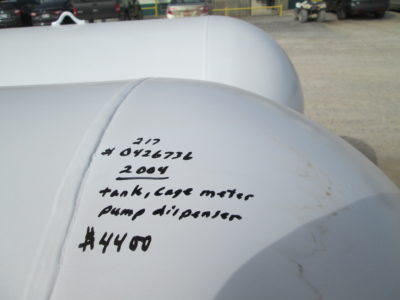 217
# 0426736
2004
tank, cage meter
pump dispenser
$4400